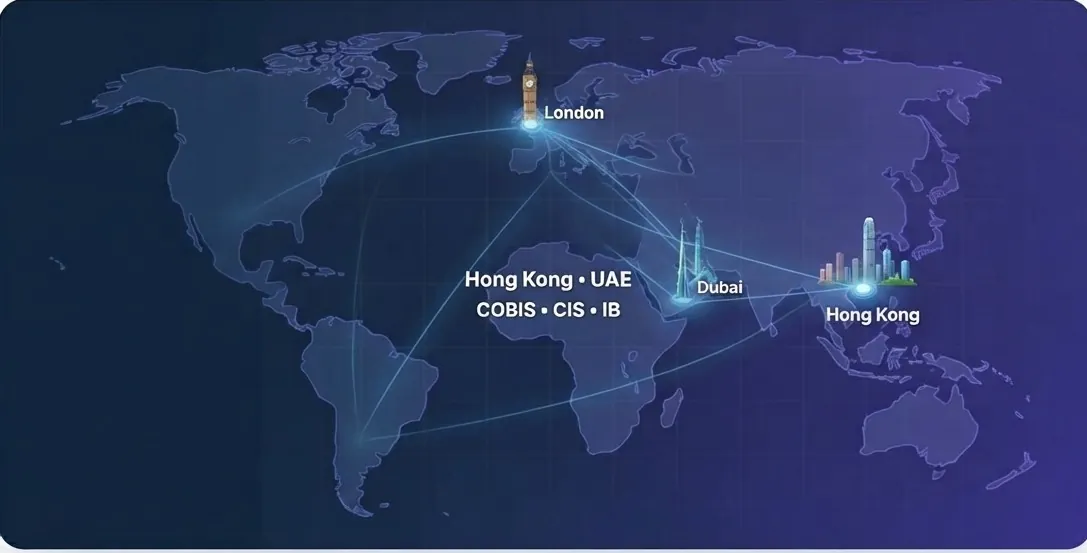 London
Hong Kong • UAE
COBIS • CIS • IB
Dubai
Hong Kong